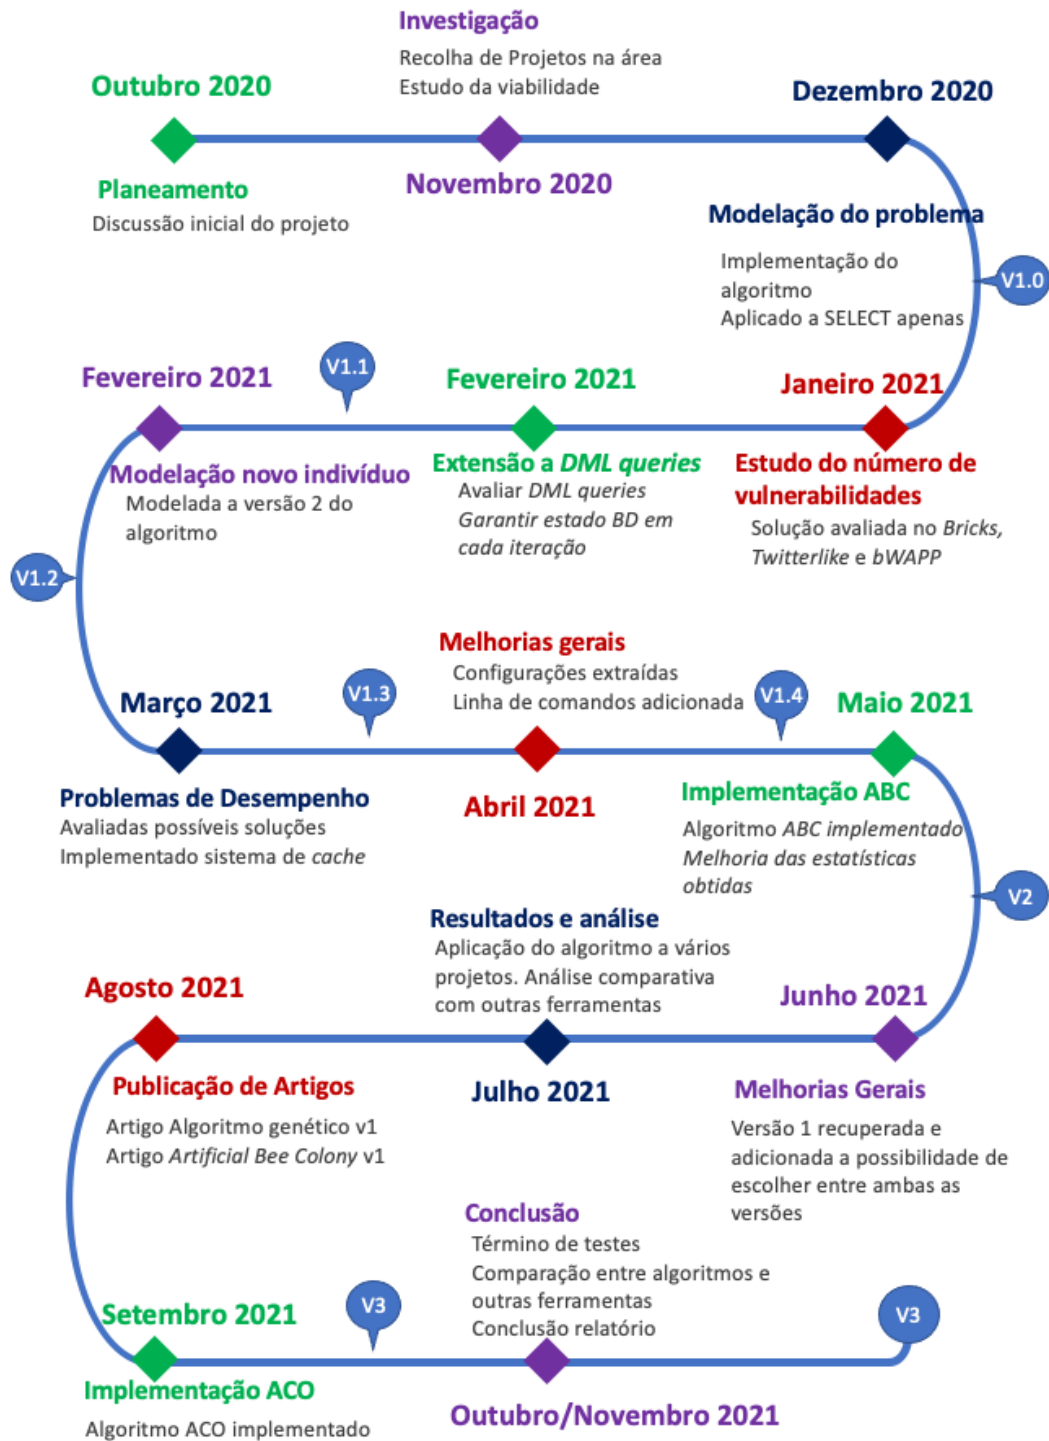 Outubro 2020
Planeamento
Discussão inicial do projeto
Investigação
Recolha de Projetos na área
Estudo da viabilidade
Novembro 2020
Dezembro 2020
Modelação do problema
Implementação do
algoritmo
Aplicado a SELECT apenas
V1.0
Janeiro 2021
Estudo do número de
vulnerabilidades
Solução avaliada no Bricks,
Twitterlike e bWAPP
Fevereiro 2021
Extensão a DML queries
Avaliar DML queries
Garantir estado BD em
cada iteração
V1.1
Fevereiro 2021
Modelação novo indivíduo
Modelada a versão 2 do
algoritmo
V1.2
Março 2021
Problemas de Desempenho
Avaliadas possíveis soluções
Implementado sistema de cache
V1.3
Melhorias gerais
Configurações extraídas
Linha de comandos adicionada
Abril 2021
V1.4
Maio 2021
Implementação ABC
Algoritmo ABC implementado
Melhoria das estatísticas
obtidas
V2
Junho 2021
Melhorias Gerais
Versão 1 recuperada e
adicionada a possibilidade de
escolher entre ambas as
versões
Resultados e análise
Aplicação do algoritmo a vários
projetos. Análise comparativa
com outras ferramentas
Julho 2021
Agosto 2021
Publicação de Artigos
Artigo Algoritmo genético v1
Artigo Artificial Bee Colony v1
Setembro 2021
Implementação ACO
Algoritmo ACO implementado
V3
Conclusão
Término de testes
Comparação entre algoritmos e
outras ferramentas
Conclusão relatório
Outubro/Novembro 2021
V3